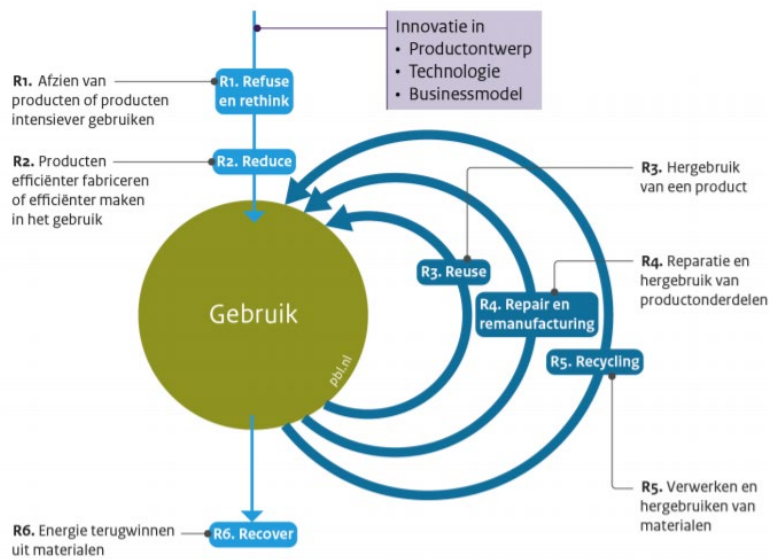 Innovatie in
• Productontwerp
• Technologie
• Businessmodel
R1. Afzien van
producten of producten
intensiever gebruiken
R1. Refuse
en rethink
R2. Producten
efficiënter fabriceren
of efficiënter maken
in het gebruik
R2. Reduce
R3. Hergebruik
van een product
R3. Reuse
R4. Reparatie en
hergebruik van
productonderdelen
R4. Repair en
remanufacturing
Gebruik
pbl.nl
R5. Recycling
R5. Verwerken en
hergebruiken van
materialen
R6. Energie terugwinnen
uit materialen
R6. Recover